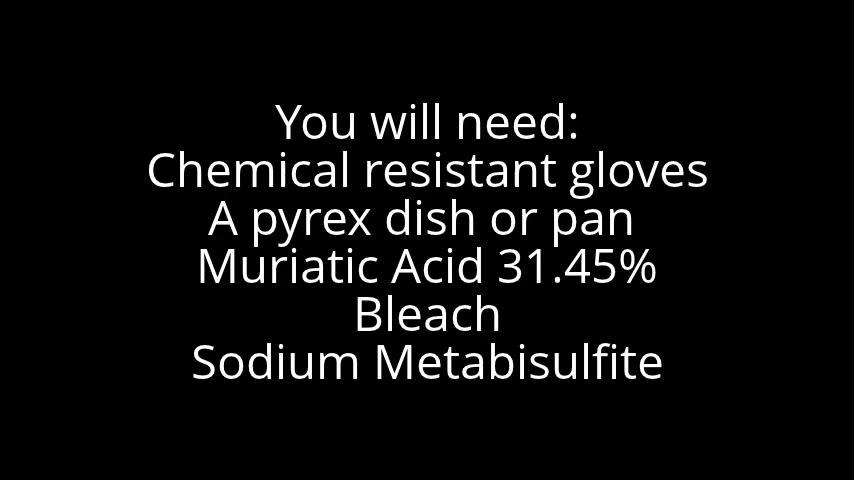 You will need:
Chemical resistant gloves
A pyrex dish or pan
Muriatic Acid 31.45%
Bleach
Sodium Metabisulfite